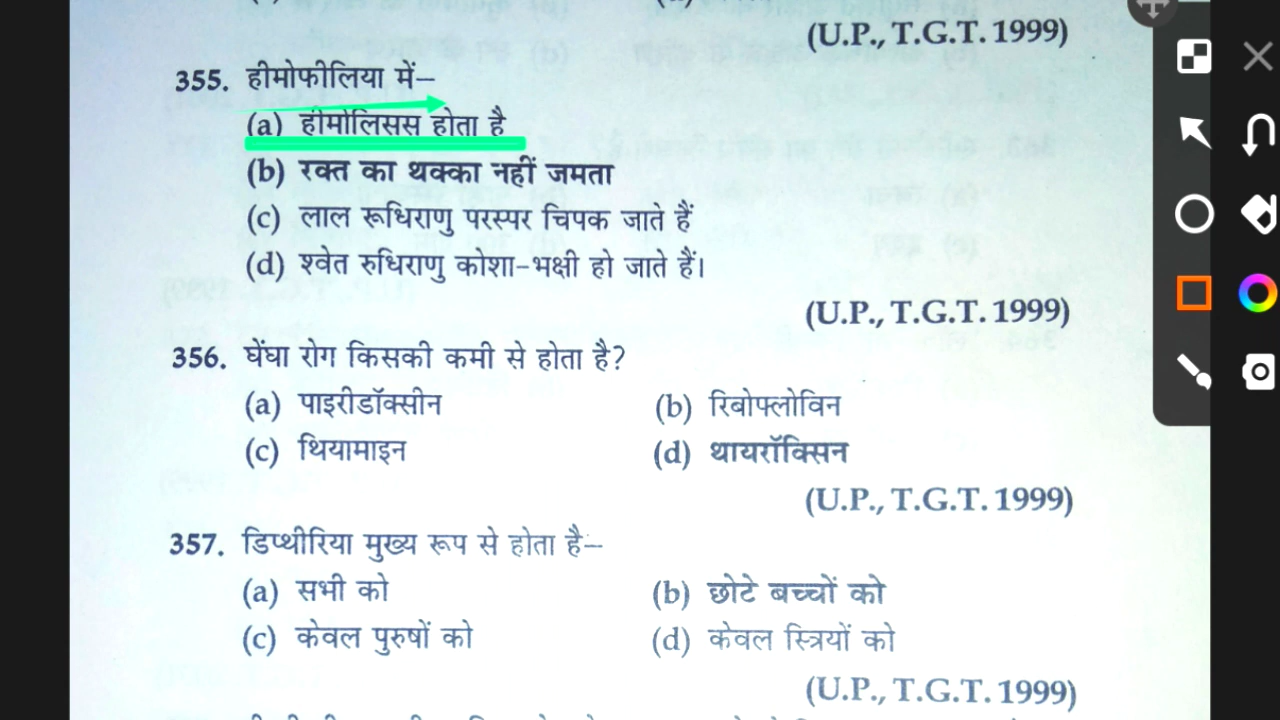 (U.P., T.G.T. 1999)
355. हीमोफीलिया में–
(a) हीमोलिसस होता है
(b) रक्त का थक्का नहीं जमता
(c) लाल रूधिराणु परस्पर चिपक जाते हैं
(d) श्वेत रुधिराणु कोशा-भक्षी हो जाते हैं।
(U.P., T.G.T. 1999)
356. घेंघा रोग किसकी कमी से होता है?
(a) पाइरीडॉक्सीन (b) रिबोफ्लोविन
(c) थियामाइन (d) थायरॉक्सिन
(U.P., T.G.T. 1999)
357. डिप्थीरिया मुख्य रूप से होता है–
(a) सभी को (b) छोटे बच्चों को
(c) केवल पुरुषों को (d) केवल स्त्रियों को
(U.P., T.G.T. 1999)